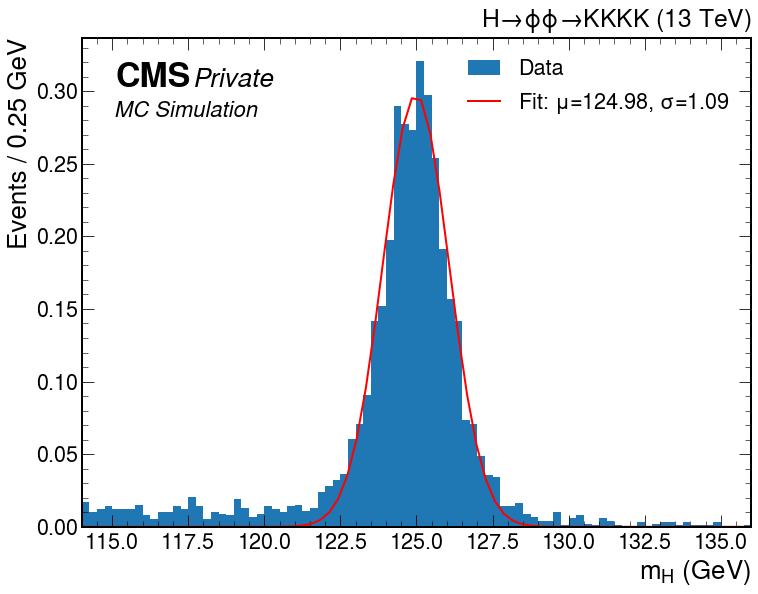 H→ϕϕ→KKKK (13 TeV)
CMS Private
MC Simulation
Data
Fit: μ=124.98, σ=1.09
Events / 0.25 GeV
0.30
0.25
0.20
0.15
0.10
0.05
0.00
115.0 117.5 120.0 122.5 125.0 127.5 130.0 132.5 135.0
m_H (GeV)